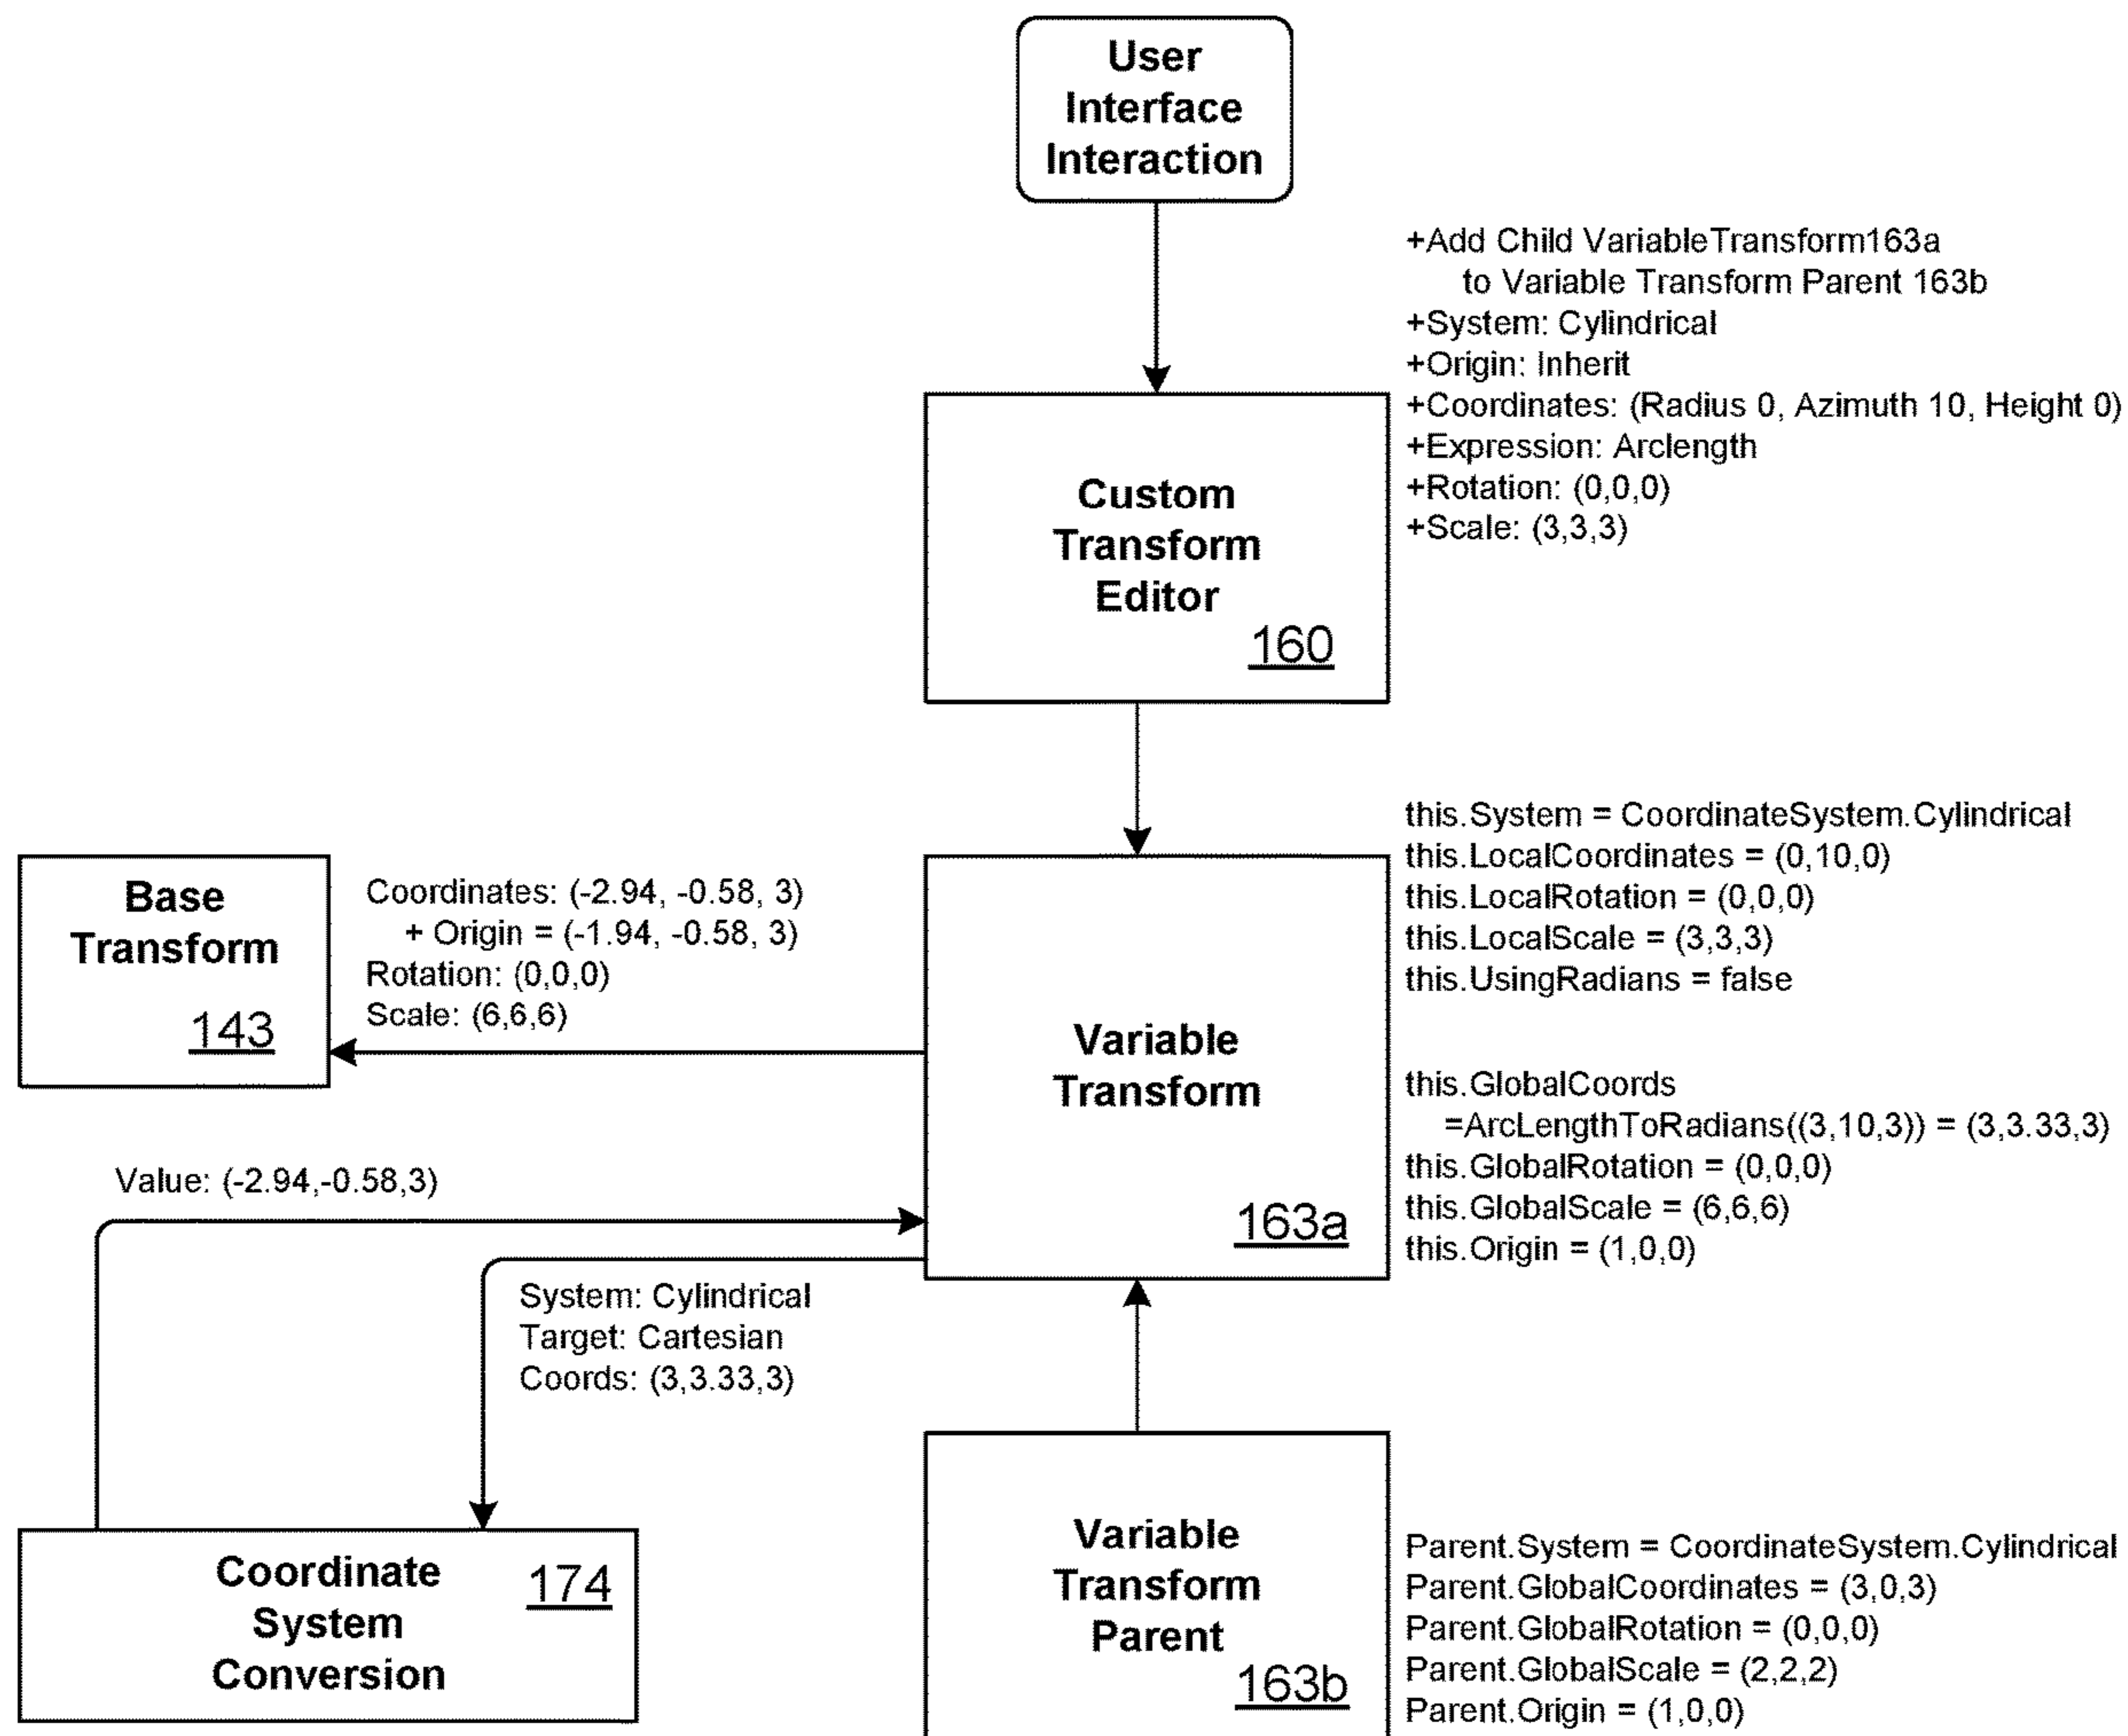 User
Interface
Interaction
+Add Child VariableTransform163a
to Variable Transform Parent 163b
+System: Cylindrical
+Origin: Inherit
+Coordinates: (Radius 0, Azimuth 10, Height 0)
+Expression: Arclength
+Rotation: (0,0,0)
+Scale: (3,3,3)
Custom
Transform
Editor
160
Base
Transform
143
Coordinates: (-2.94, -0.58, 3)
+ Origin = (-1.94, -0.58, 3)
Rotation: (0,0,0)
Scale: (6,6,6)
Variable
Transform
163a
this.System = CoordinateSystem.Cylindrical
this.LocalCoordinates = (0,10,0)
this.LocalRotation = (0,0,0)
this.LocalScale = (3,3,3)
this.UsingRadians = false
this.GlobalCoords
=ArcLengthToRadians((3,10,3)) = (3,3.33,3)
this.GlobalRotation = (0,0,0)
this.GlobalScale = (6,6,6)
this.Origin = (1,0,0)
Value: (-2.94,-0.58,3)
System: Cylindrical
Target: Cartesian
Coords: (3,3.33,3)
Coordinate
System
Conversion
174
Variable
Transform
Parent
163b
Parent.System = CoordinateSystem.Cylindrical
Parent.GlobalCoordinates = (3,0,3)
Parent.GlobalRotation = (0,0,0)
Parent.GlobalScale = (2,2,2)
Parent.Origin = (1,0,0)